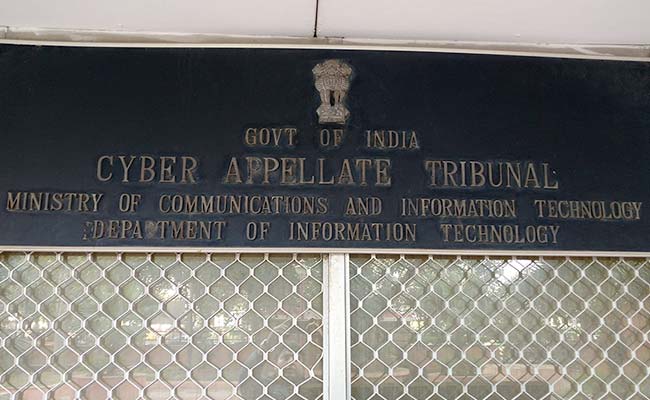 GOVT. OF INDIA
CYBER APPELLATE TRIBUNAL
MINISTRY OF COMMUNICATIONS AND INFORMATION TECHNOLOGY
DEPARTMENT OF INFORMATION TECHNOLOGY